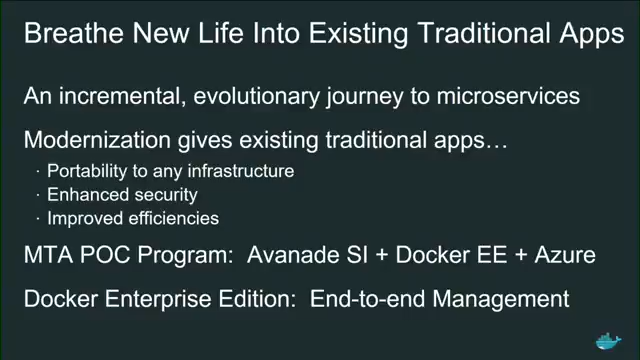 Breathe New Life Into Existing Traditional Apps
An incremental, evolutionary journey to microservices
Modernization gives existing traditional apps…
· Portability to any infrastructure
· Enhanced security
· Improved efficiencies
MTA POC Program: Avanade SI + Docker EE + Azure
Docker Enterprise Edition: End-to-end Management